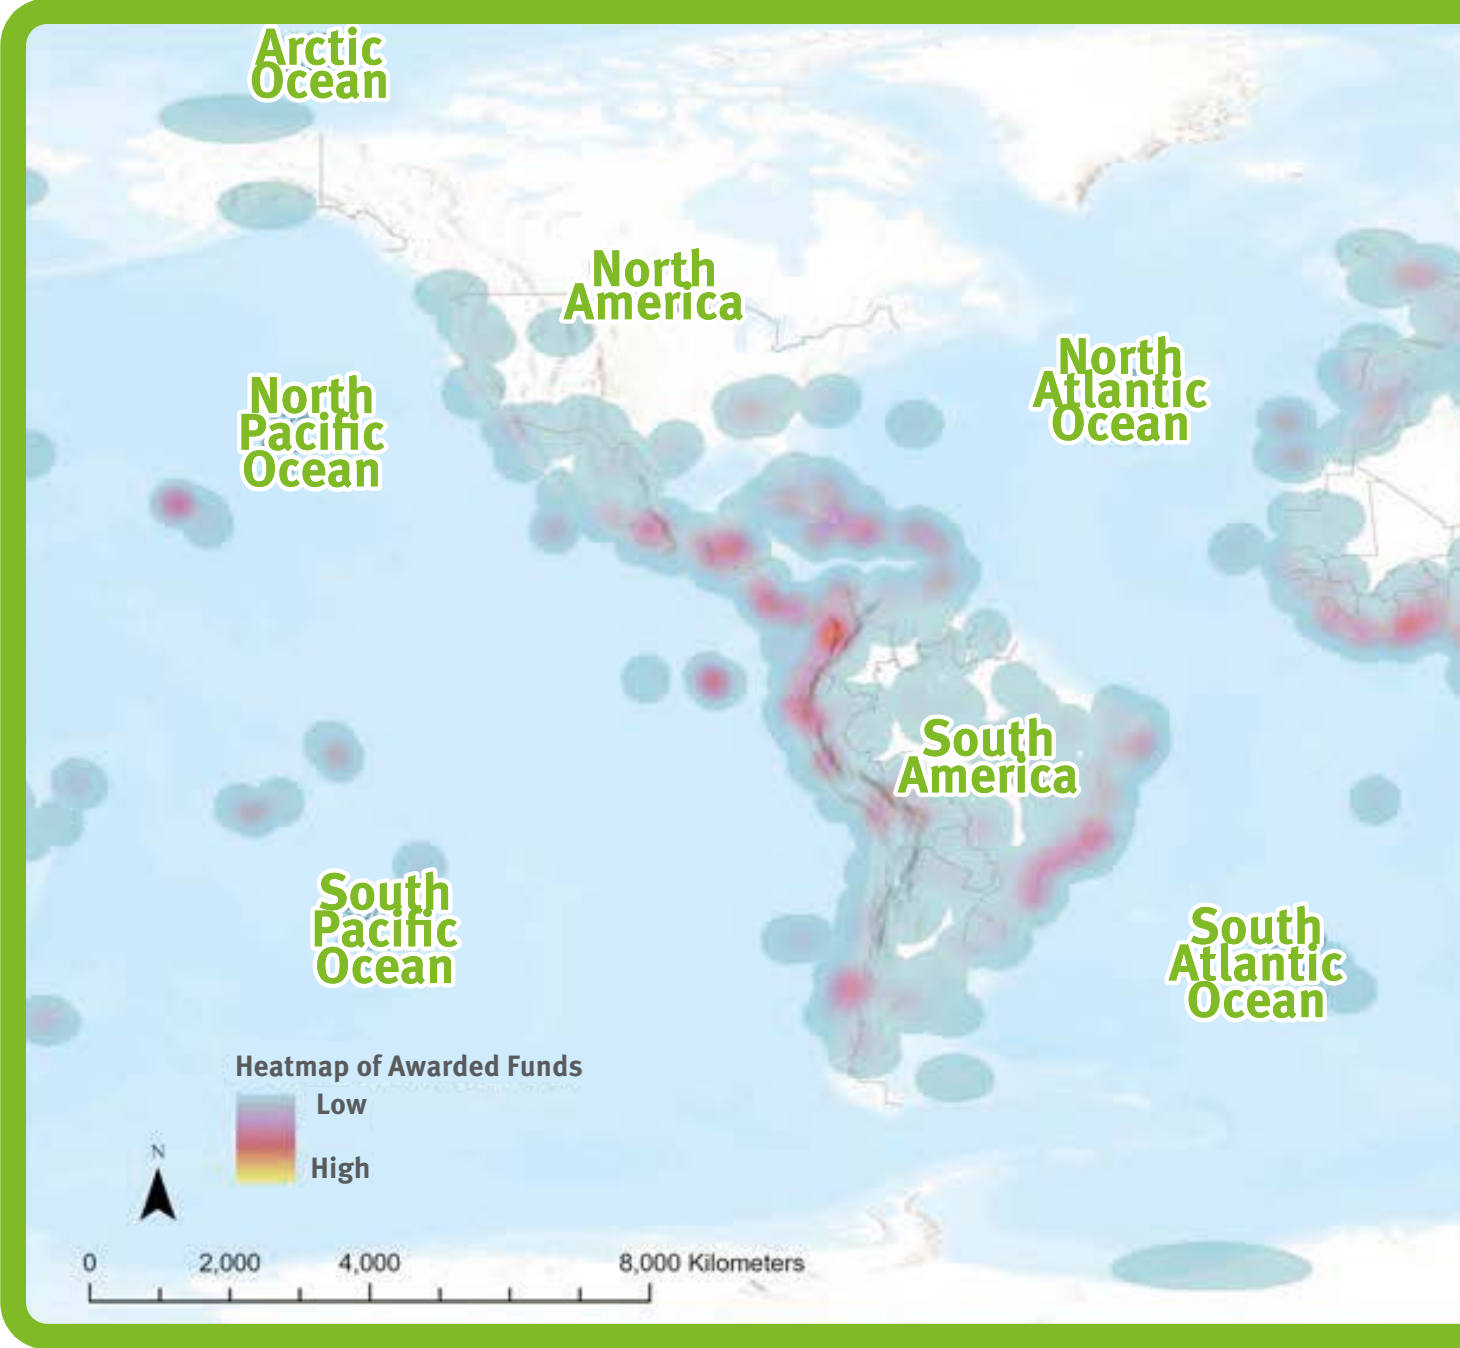 Arctic
Ocean
North
America
North
Atlantic
Ocean
North
Pacific
Ocean
South
America
South
Pacific
Ocean
South
Atlantic
Ocean
Heatmap of Awarded Funds
Low
High
N
0 2,000 4,000 8,000 Kilometers